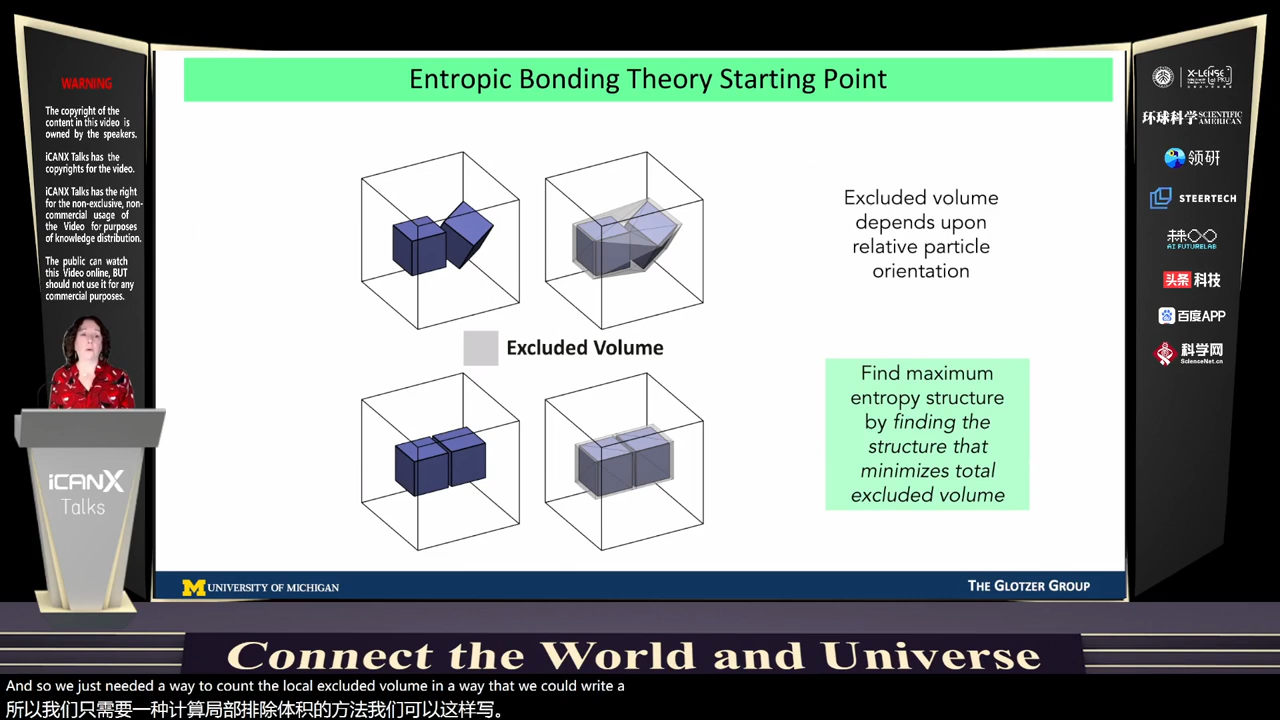 WARNING
The copyright of the
content in this video is
owned by the speakers.
iCANX Talks has the
copyrights for the video.
iCANX Talks has the right
for the non-exclusive, non-
commercial usage of
the Video for purposes
of knowledge distribution.
The public can watch
this Video online, BUT
should not use it for any
commercial purposes.
iCANX
Talks
Entropic Bonding Theory Starting Point
Excluded volume
depends upon
relative particle
orientation
Excluded Volume
Find maximum
entropy structure
by finding the
structure that
minimizes total
excluded volume
M UNIVERSITY OF MICHIGAN
THE GLOTZER GROUP
环球科学 SCIENTIFIC AMERICAN
领研
STEERTECH
AI FUTURELAB
头条 科技
百度APP
科学网
ScienceNet.cn
Connect the World and Universe
And so we just needed a way to count the local excluded volume in a way that we could write a
所以我们只需要一种计算局部排除体积的方法我们可以这样写。